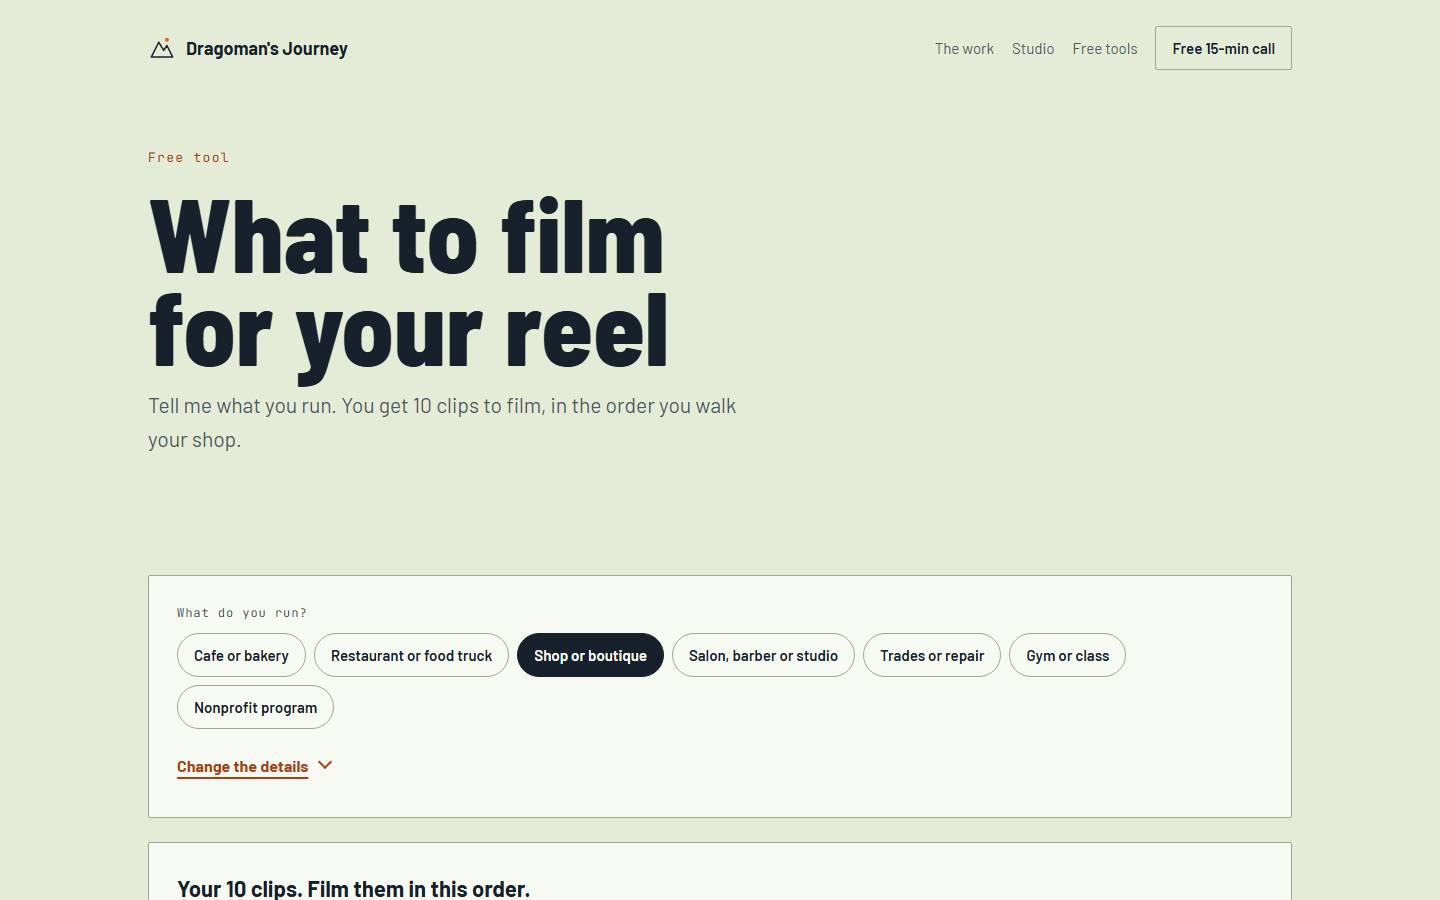 Dragoman's Journey
The work
Studio
Free tools
Free 15-min call
Free tool
What to film
for your reel
Tell me what you run. You get 10 clips to film, in the order you walk
your shop.
What do you run?
Cafe or bakery
Restaurant or food truck
Shop or boutique
Salon, barber or studio
Trades or repair
Gym or class
Nonprofit program
Change the details
Your 10 clips. Film them in this order.